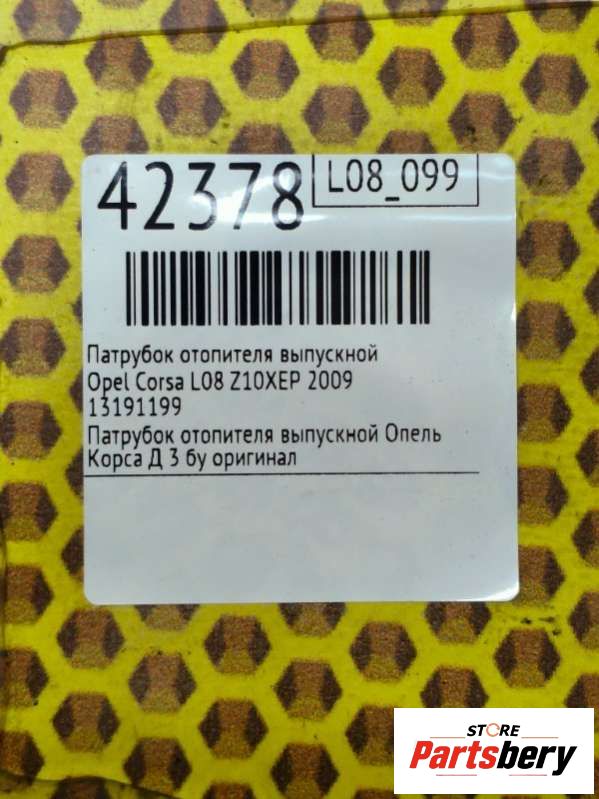 42378
L08_099
Патрубок отопителя выпускной
Opel Corsa L08 Z10XEP 2009
13191199
Патрубок отопителя выпускной Опель
Корса Д 3 бу оригинал
STORE
Partsbery